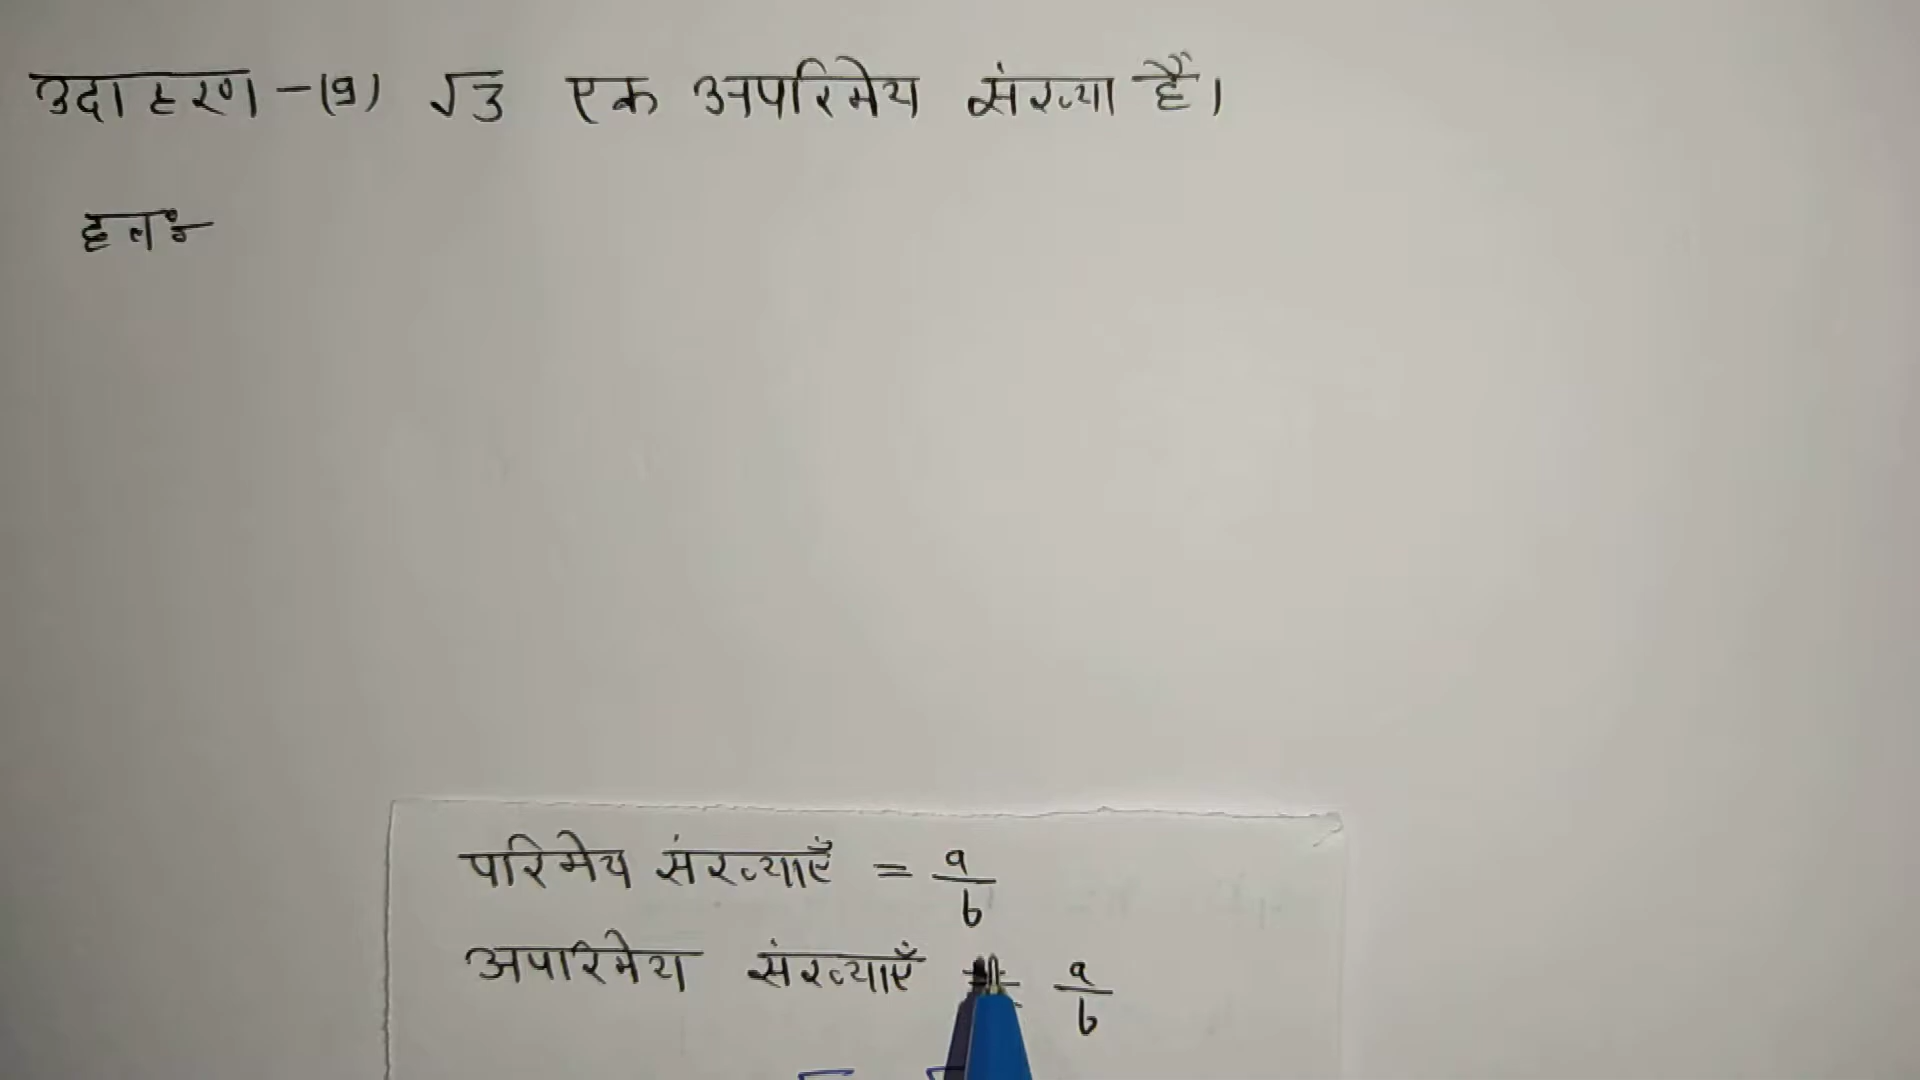 उदाहरण-(9) √3 एक अपरिमेय संख्या है।
हलः-
परिमेय संख्याएँ = a/b
अपरिमेय संख्याएँ ≠ a/b